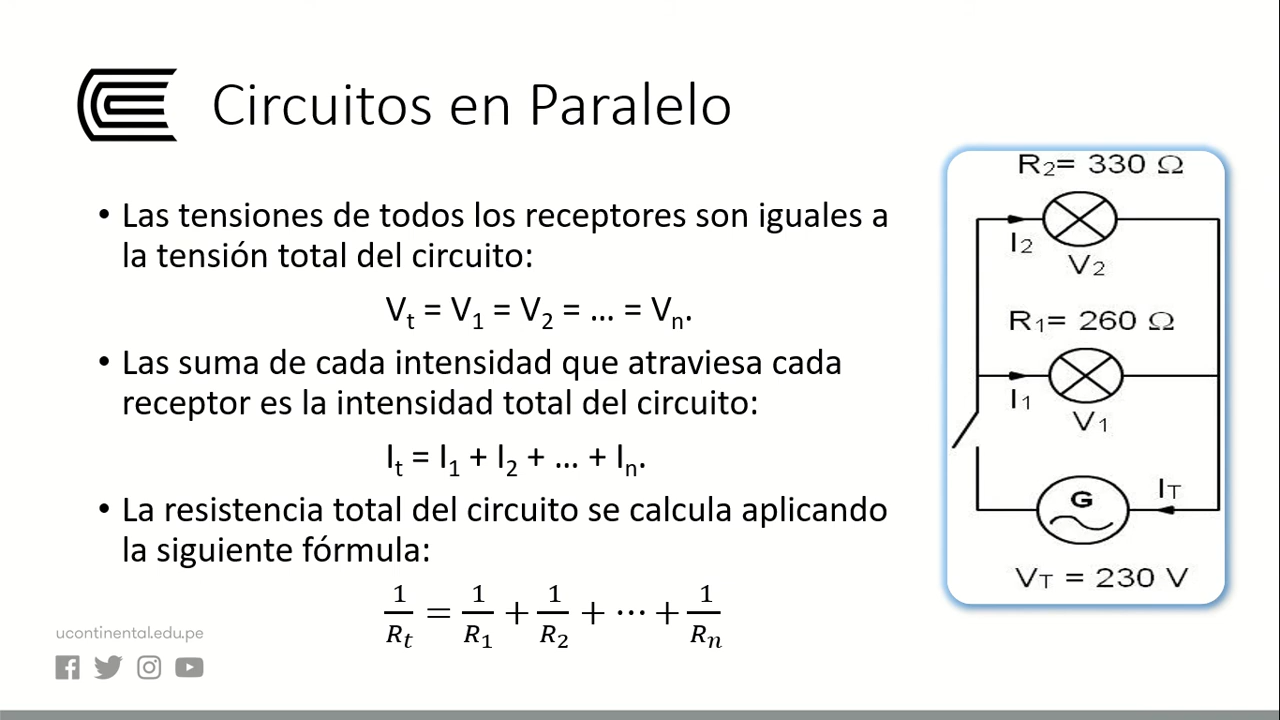 Circuitos en Paralelo
• Las tensiones de todos los receptores son iguales a
la tensión total del circuito:
Vt = V1 = V2 = ... = Vn.
• Las suma de cada intensidad que atraviesa cada
receptor es la intensidad total del circuito:
It = I1 + I2 + ... + In.
• La resistencia total del circuito se calcula aplicando
la siguiente fórmula:
1/Rt = 1/R1 + 1/R2 + ⋯ + 1/Rn
ucontinental.edu.pe
R2= 330 Ω
I2
V2
R1= 260 Ω
I1
V1
G
IT
VT = 230 V